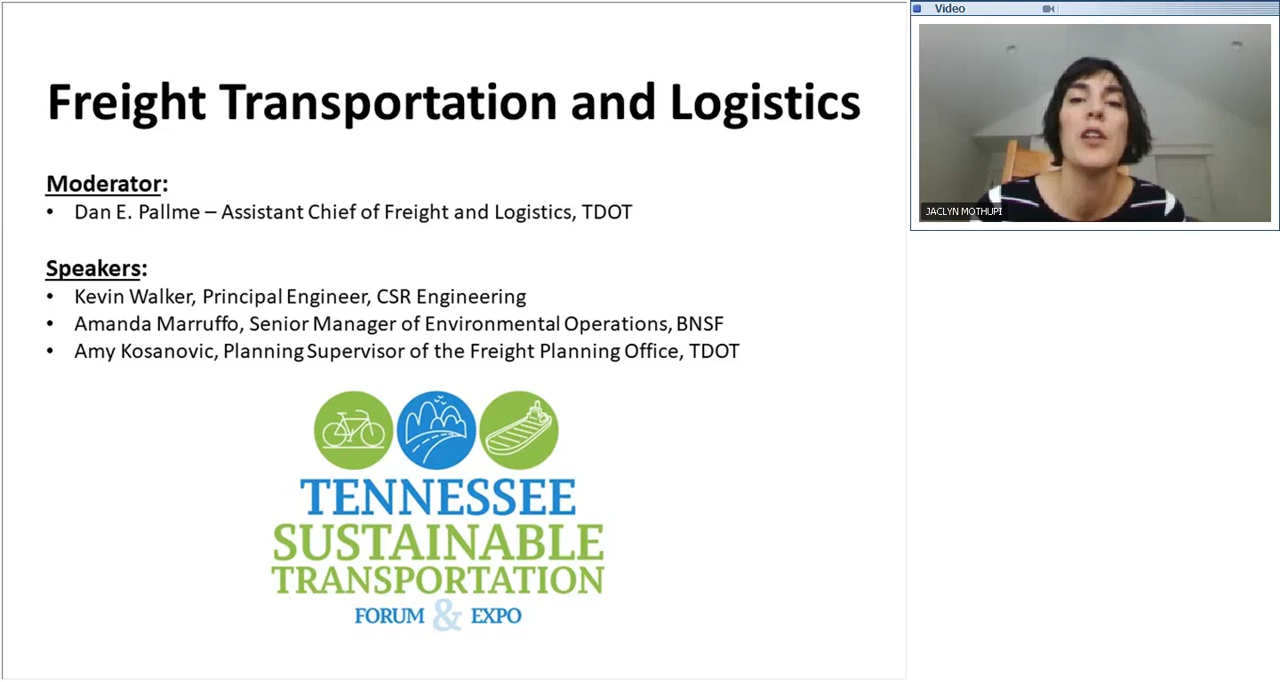 Freight Transportation and Logistics
Moderator:
• Dan E. Pallme – Assistant Chief of Freight and Logistics, TDOT
Speakers:
• Kevin Walker, Principal Engineer, CSR Engineering
• Amanda Marruffo, Senior Manager of Environmental Operations, BNSF
• Amy Kosanovic, Planning Supervisor of the Freight Planning Office, TDOT
TENNESSEE
SUSTAINABLE
TRANSPORTATION
FORUM & EXPO
Video
JACLYN MOTHUPI